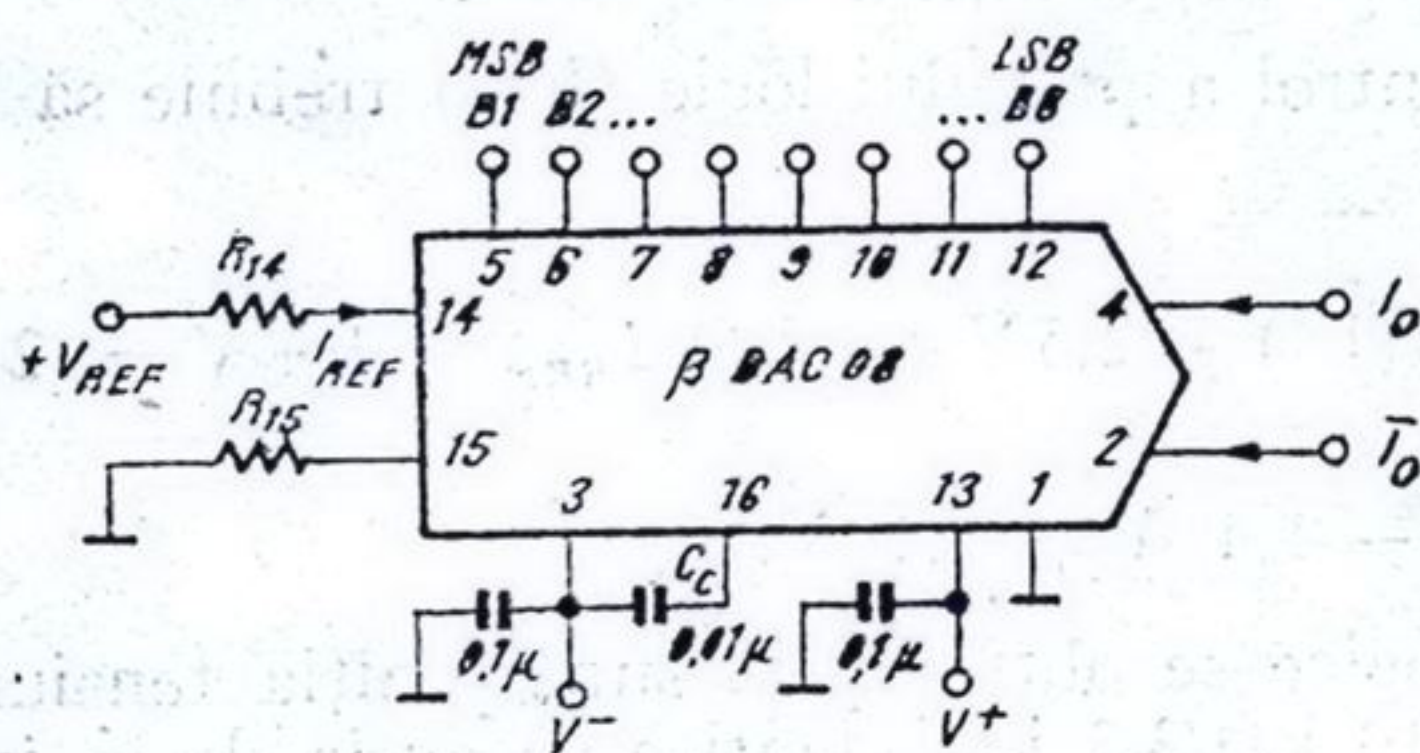 MSB LSB
B1 B2... ...B8
5 6 7 8 9 10 11 12
R14
14
+VREF
IREF
4
Io
β DAC 08
R15
15
2
I̅o
3
16
13
1
Cc
0,1μ
0,01μ
0,1μ
V⁻
V⁺